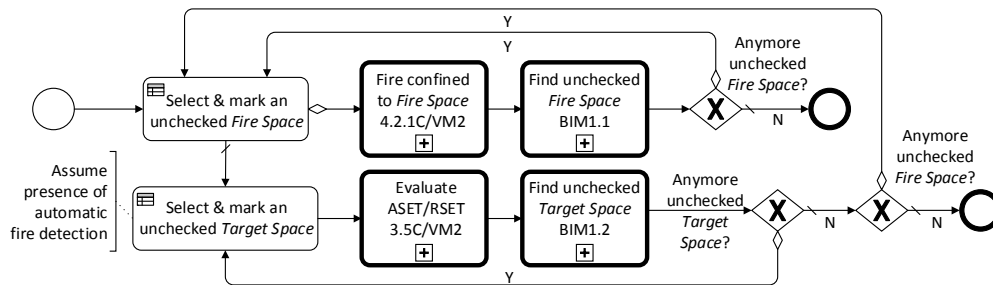 Y
Y
Anymore
unchecked
Fire Space?
Select & mark an
unchecked Fire Space
Fire confined
to Fire Space
4.2.1C/VM2
Find unchecked
Fire Space
BIM1.1
X
N
Anymore
unchecked
Fire Space?
Assume
presence of
automatic
fire detection
Select & mark an
unchecked Target Space
Evaluate
ASET/RSET
3.5C/VM2
Find unchecked
Target Space
BIM1.2
Anymore
unchecked
Target
Space?
X
N
X
N
Y